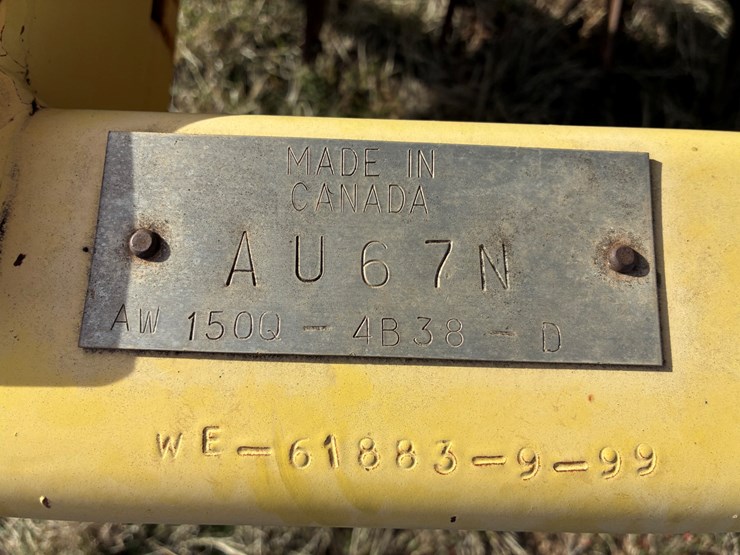 MADE IN
CANADA
AU67N
AW 150Q - 4B38 - D
WE-61883-9-99